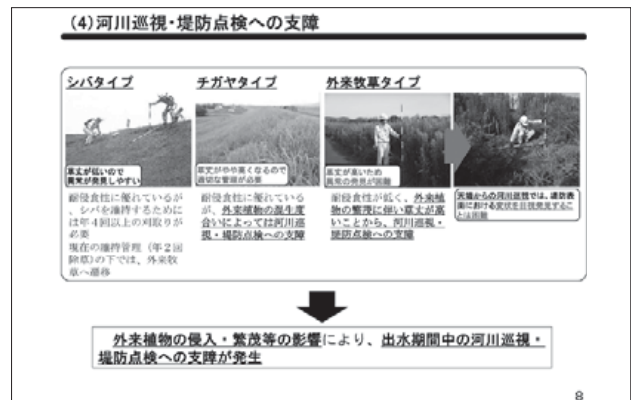 (4)河川巡視・堤防点検への支障
シバタイプ
草丈が低いので
異常が発見しやすい
耐侵食性に優れているが
、シバを維持するために
は年4回以上の刈取りが
必要
現在の維持管理（年2回
除草)の下では、外来牧
草へ遷移
チガヤタイプ
草丈がやや高くなるので
適切な管理が必要
耐侵食性に優れている
が、外来植物の混生度
合いによっては河川巡
視・堤防点検への支障
外来牧草タイプ
草丈が高いため
異常の発見が困難
耐侵食性が低く、外来植
物の繁茂に伴い草丈が高
いことから、河川巡視・
堤防点検への支障
天端からの河川巡視では、堤防表
面における変状を目視発見するこ
とは困難
外来植物の侵入・繁茂等の影響により、出水期間中の河川巡視・
堤防点検への支障が発生
8